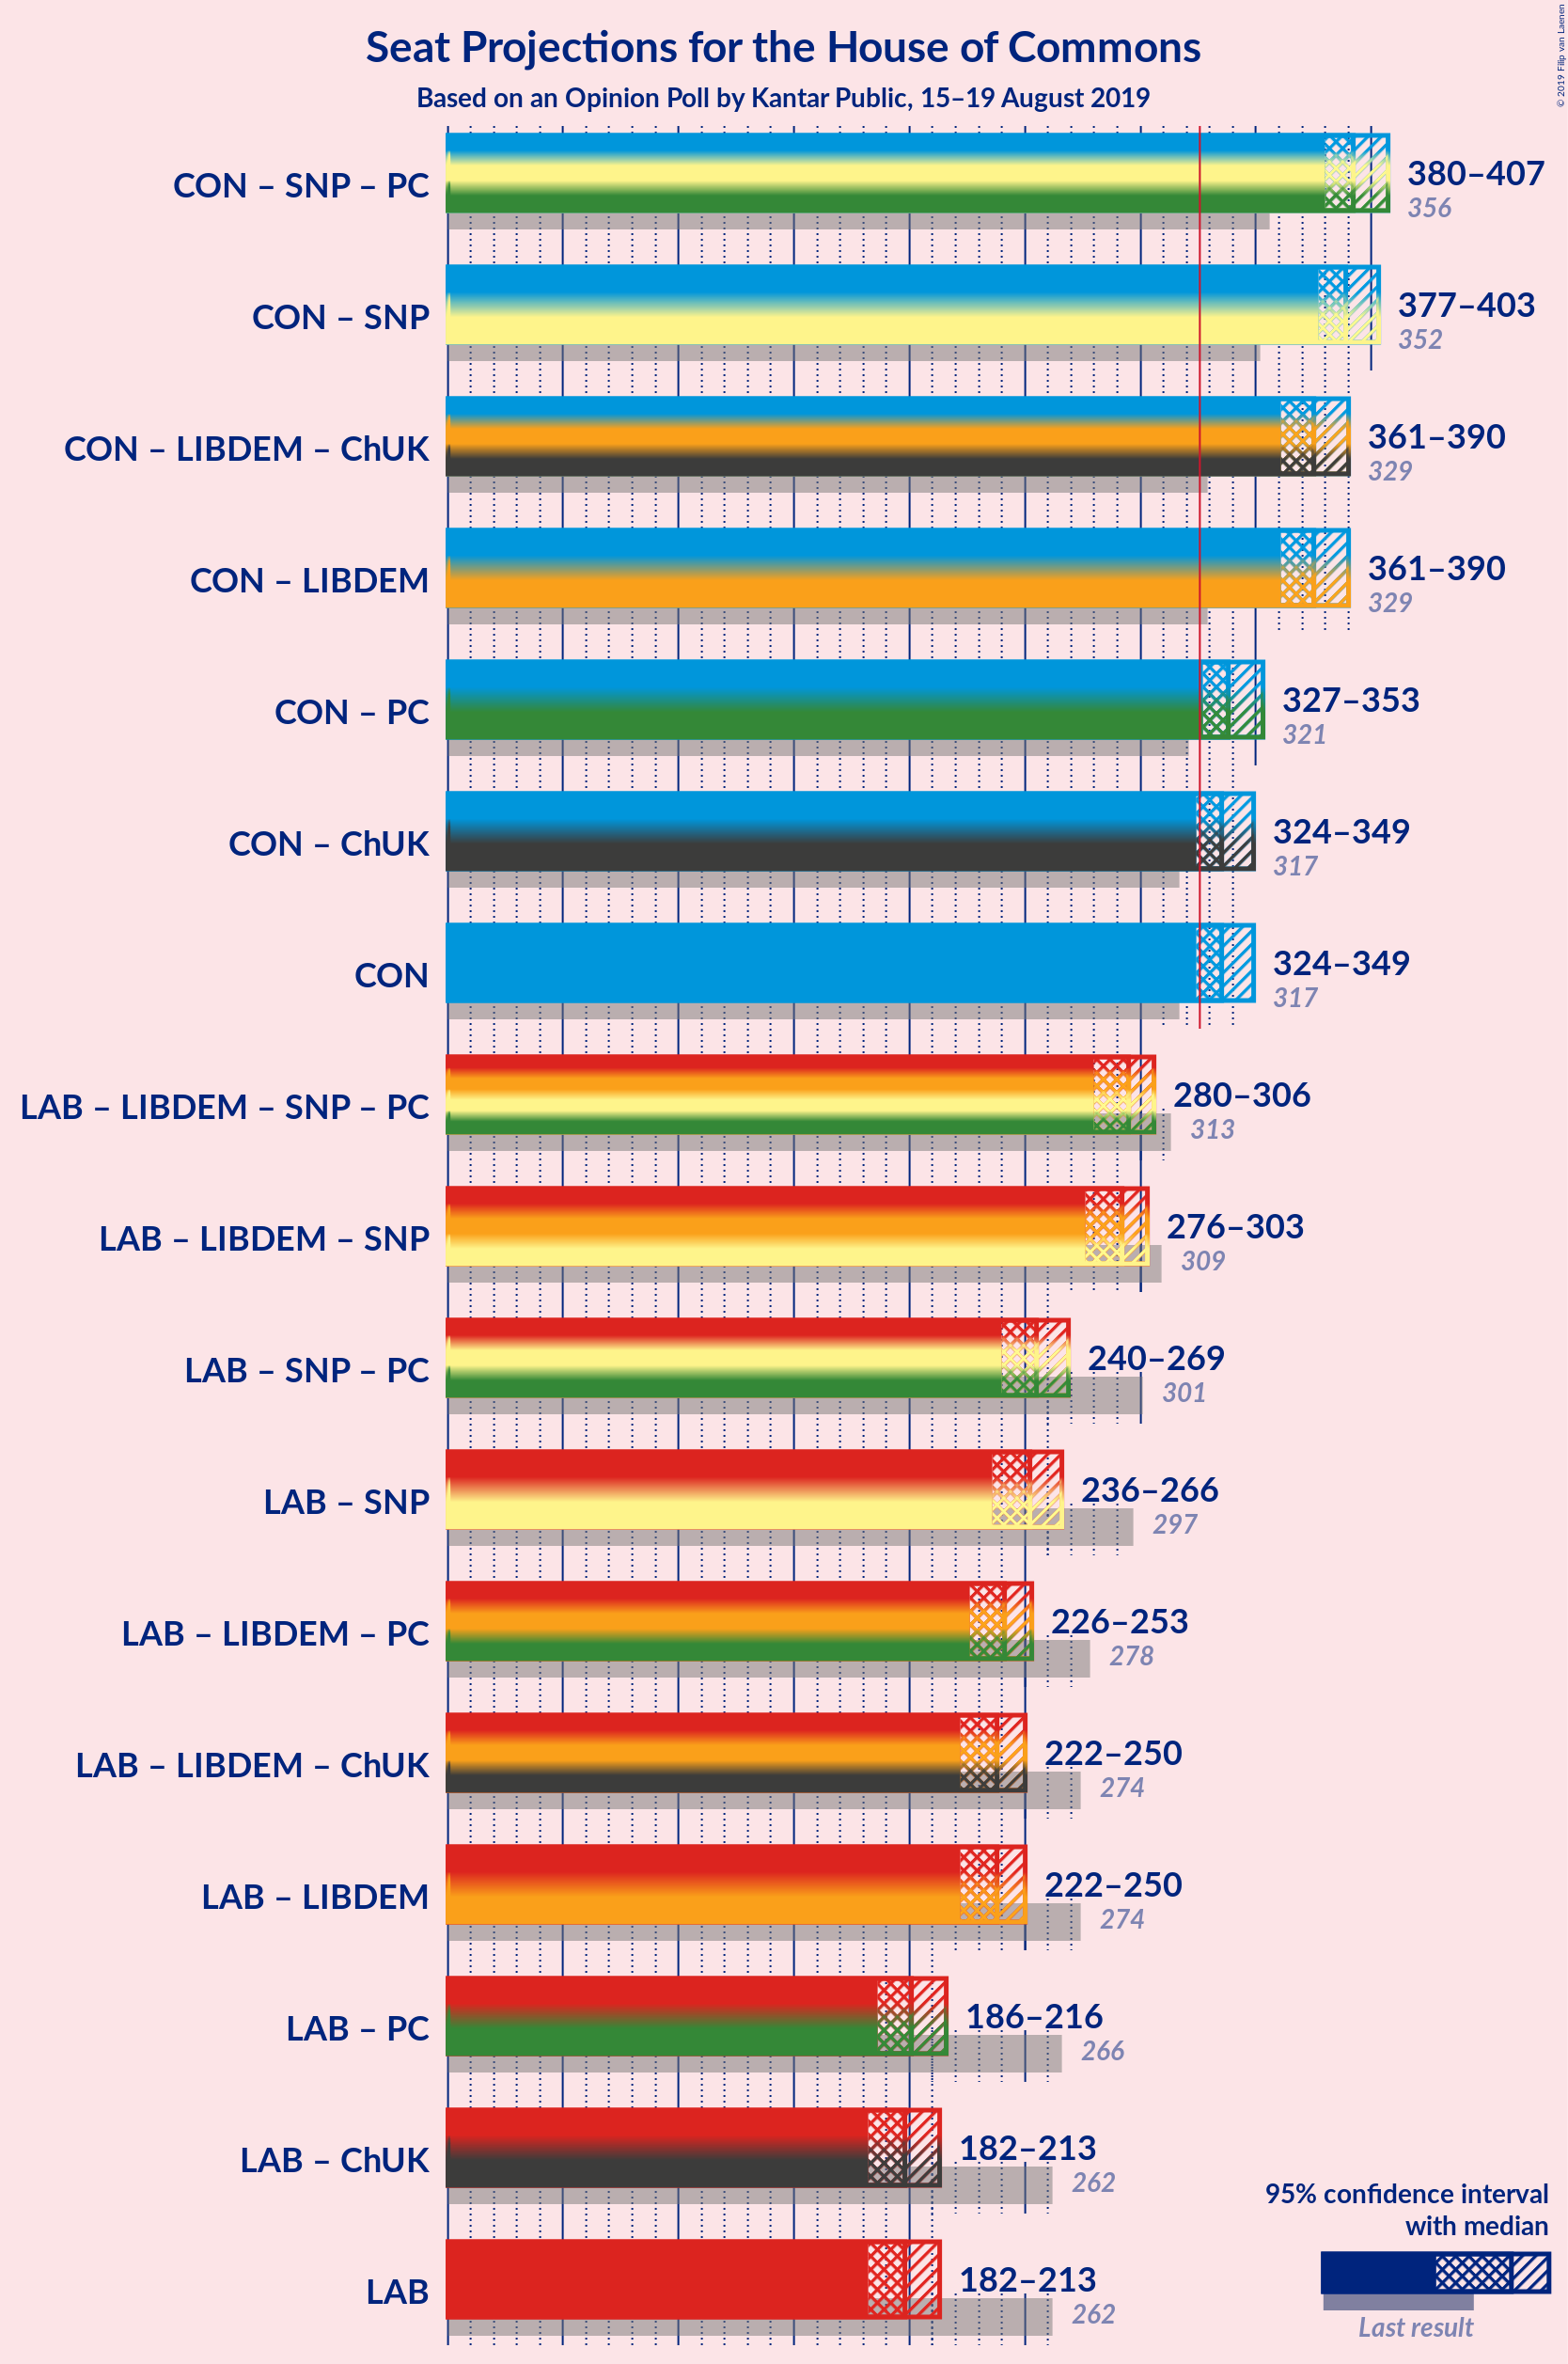 © 2019 Filip van Laenen
Seat Projections for the House of Commons
Based on an Opinion Poll by Kantar Public, 15–19 August 2019
CON – SNP – PC
380–407
356
CON – SNP
377–403
352
CON – LIBDEM – ChUK
361–390
329
CON – LIBDEM
361–390
329
CON – PC
327–353
321
CON – ChUK
324–349
317
CON
324–349
317
LAB – LIBDEM – SNP – PC
280–306
313
LAB – LIBDEM – SNP
276–303
309
LAB – SNP – PC
240–269
301
LAB – SNP
236–266
297
LAB – LIBDEM – PC
226–253
278
LAB – LIBDEM – ChUK
222–250
274
LAB – LIBDEM
222–250
274
LAB – PC
186–216
266
LAB – ChUK
182–213
262
LAB
182–213
262
95% confidence interval
with median
Last result